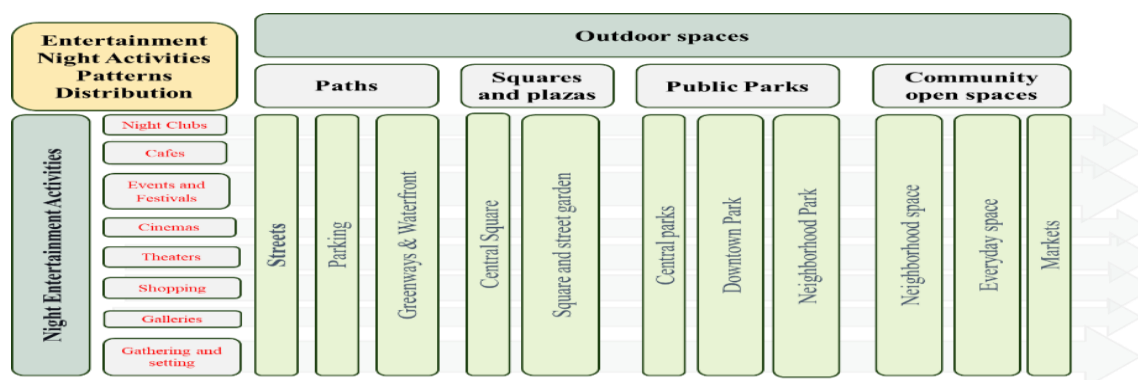 Entertainment
Night Activities
Patterns
Distribution
Outdoor spaces
Paths
Squares
and plazas
Public Parks
Community
open spaces
Night Entertainment Activities
Night Clubs
Cafes
Events and
Festivals
Cinemas
Theaters
Shopping
Galleries
Gathering and
setting
Streets
Parking
Greenways & Waterfront
Central Square
Square and street garden
Central parks
Downtown Park
Neighborhood Park
Neighborhood space
Everyday space
Markets